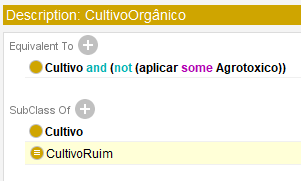 Description: CultivoOrgânico
Equivalent To
Cultivo and (not (aplicar some Agrotoxico))
SubClass Of
Cultivo
CultivoRuim